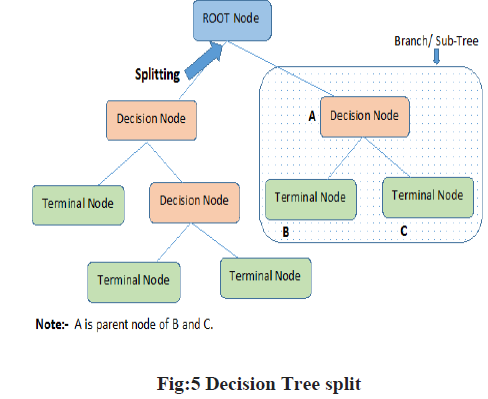 ROOT Node
Branch/ Sub-Tree
Splitting
Decision Node
A
Decision Node
Terminal Node
Decision Node
Terminal Node
Terminal Node
B
C
Terminal Node
Terminal Node
Note:- A is parent node of B and C.
Fig:5 Decision Tree split